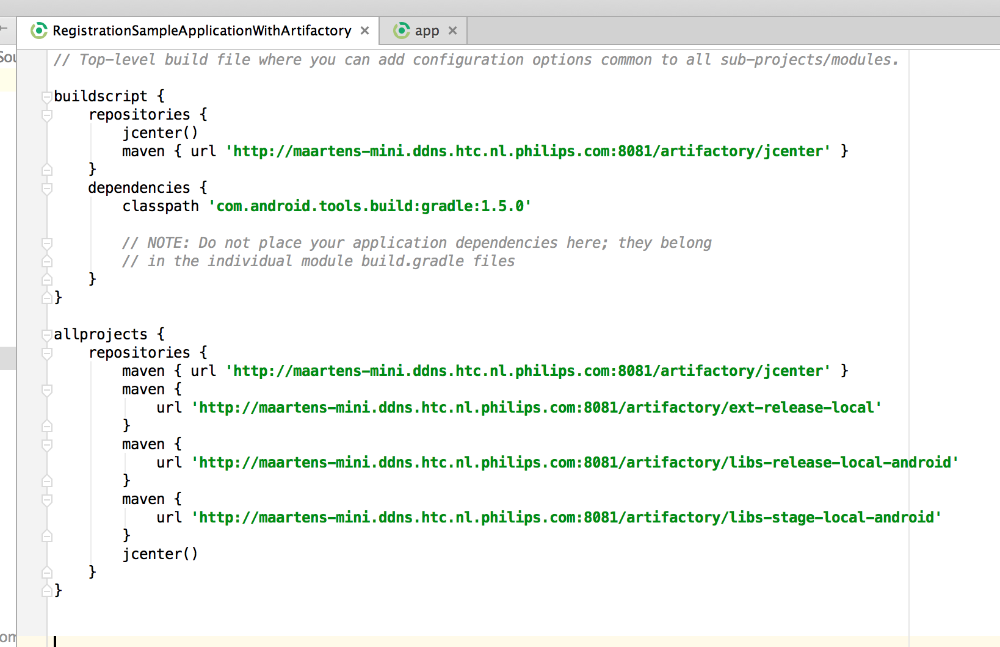 RegistrationSampleApplicationWithArtifactory × app ×
// Top-level build file where you can add configuration options common to all sub-projects/modules.
buildscript {
repositories {
jcenter()
maven { url 'http://maartens-mini.ddns.htc.nl.philips.com:8081/artifactory/jcenter' }
}
dependencies {
classpath 'com.android.tools.build:gradle:1.5.0'
// NOTE: Do not place your application dependencies here; they belong
// in the individual module build.gradle files
}
}
allprojects {
repositories {
maven { url 'http://maartens-mini.ddns.htc.nl.philips.com:8081/artifactory/jcenter' }
maven {
url 'http://maartens-mini.ddns.htc.nl.philips.com:8081/artifactory/ext-release-local'
}
maven {
url 'http://maartens-mini.ddns.htc.nl.philips.com:8081/artifactory/libs-release-local-android'
}
maven {
url 'http://maartens-mini.ddns.htc.nl.philips.com:8081/artifactory/libs-stage-local-android'
}
jcenter()
}
}